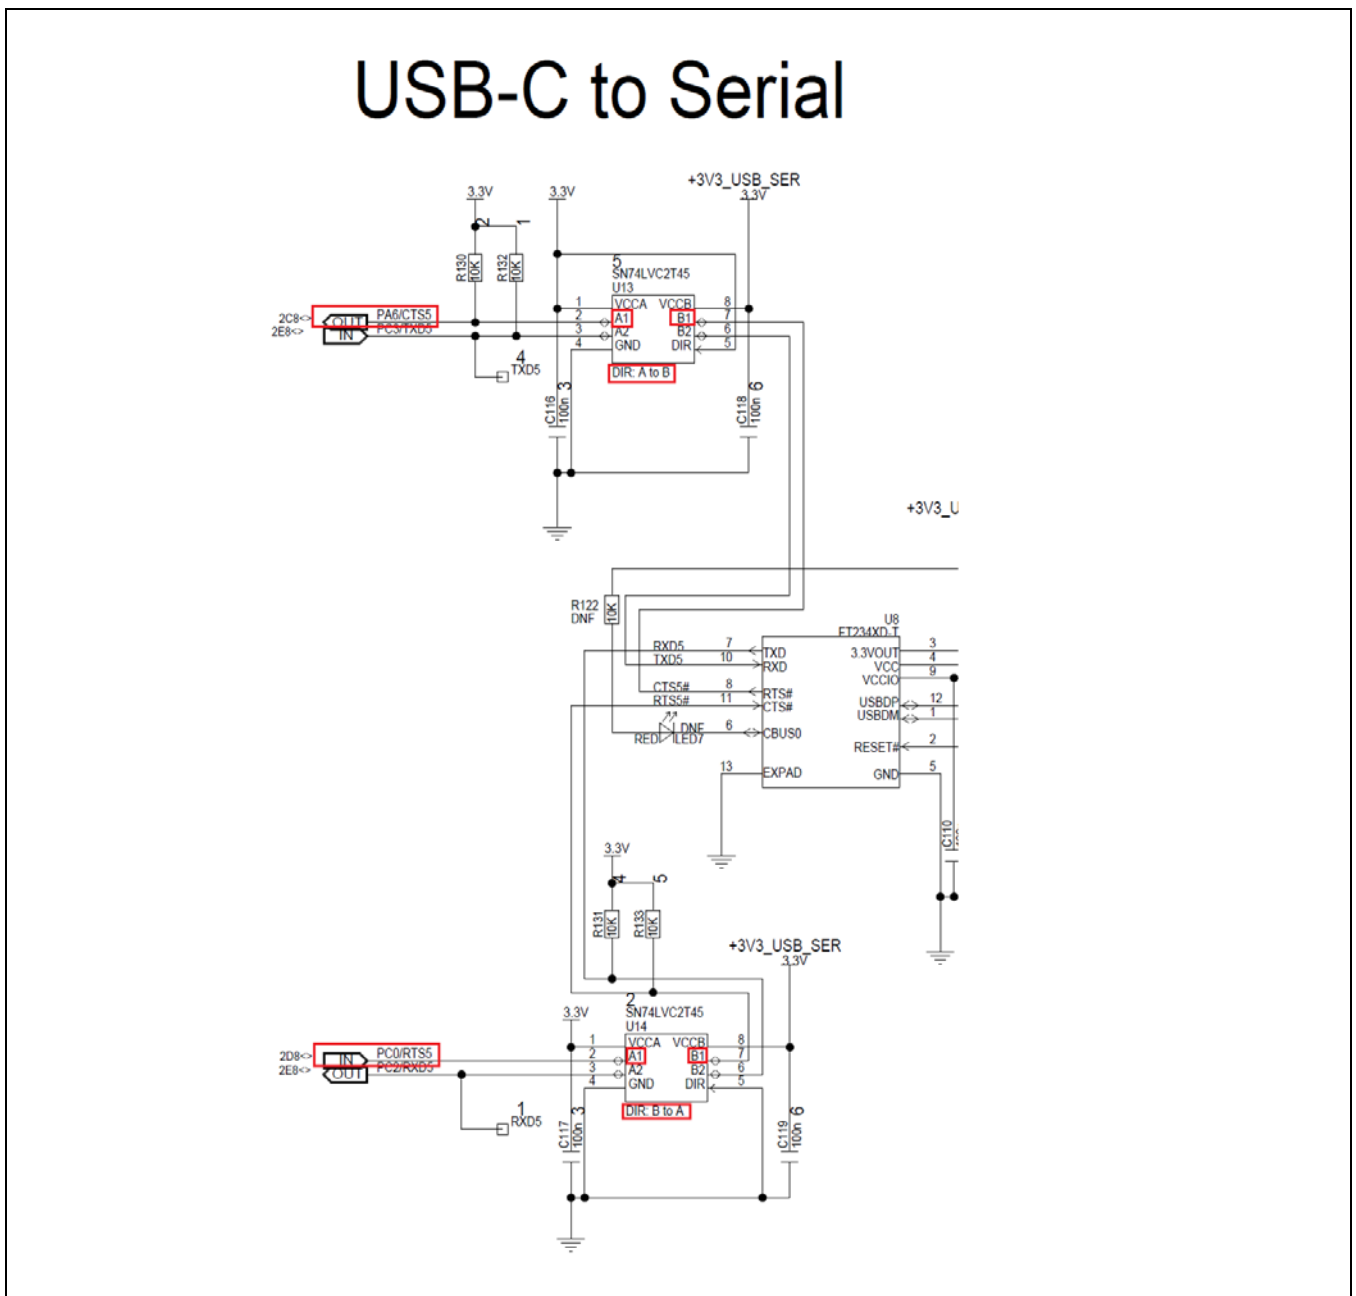 USB-C to Serial
+3V3_USB_SER
3.3V 3.3V 3.3V
2 1
R130 10K R132 10K
5
SN74LVC2T45
U13
1 VCCA VCCB 8
2C8<> OUT PA6/CTS5 2 A1 B1 7
2E8<> IN PC3/TXD5 3 A2 B2 6
4 GND DIR 5
4
TXD5
DIR: A to B
C116 100n 3 C118 100n 6
+3V3_U
R122 10K
DNF
U8
FT234XD-T
RXD5 7 TXD 3.3VOUT 3
TXD5 10 RXD VCC 4
VCCIO 9
CTS5# 8 RTS#
RTS5# 11 CTS# USBDP 12
USBDM 1
DNF 6 CBUS0
RED LED7
RESET# 2
13 EXPAD GND 5
C110
3.3V
4 5
R131 10K R133 10K
+3V3_USB_SER
3.3V
2
SN74LVC2T45
3.3V
U14
1 VCCA VCCB 8
2D8<> IN PC0/RTS5 2 A1 B1 7
2E8<> OUT PC2/RXD5 3 A2 B2 6
4 GND DIR 5
1
RXD5
DIR: B to A
C117 100n 3 C119 100n 6